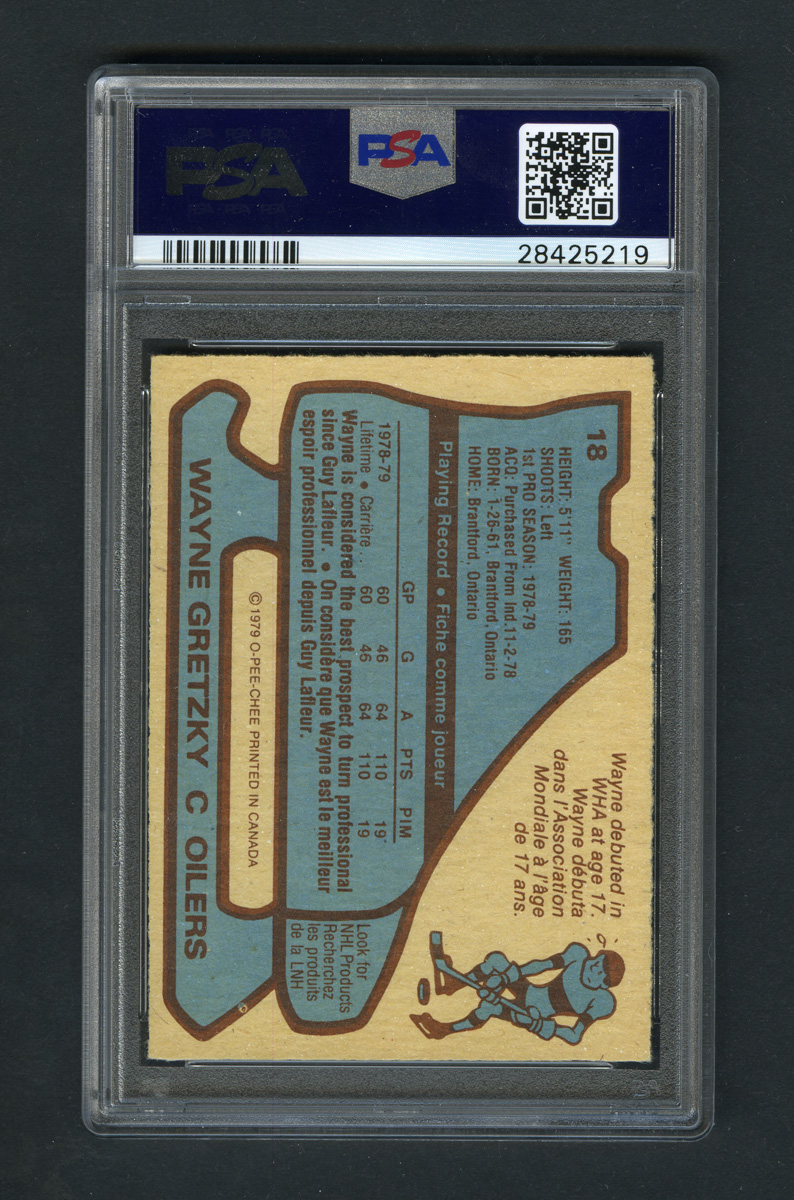 PSA
PSA
28425219
18
HEIGHT: 5'11" WEIGHT: 165
SHOOTS: Left
1st PRO SEASON: 1978-79
ACQ: Purchased From Ind.11-2-78
BORN: 1-26-61, Brantford, Ontario
HOME: Brantford, Ontario
Wayne debuted in
WHA at age 17.
Wayne débuta
dans l'Association
Mondiale à l'âge
de 17 ans.
Playing Record • Fiche comme joueur
GP G A PTS PIM
1978-79 60 46 64 110 19
Lifetime • Carrière... 60 46 64 110 19
Wayne is considered the best prospect to turn professional
since Guy Lafleur. • On considère que Wayne est le meilleur
espoir professionnel depuis Guy Lafleur.
Look for
NHL Products
Recherchez
les produits
de la LNH
©1979 O-PEE-CHEE PRINTED IN CANADA
WAYNE GRETZKY C OILERS